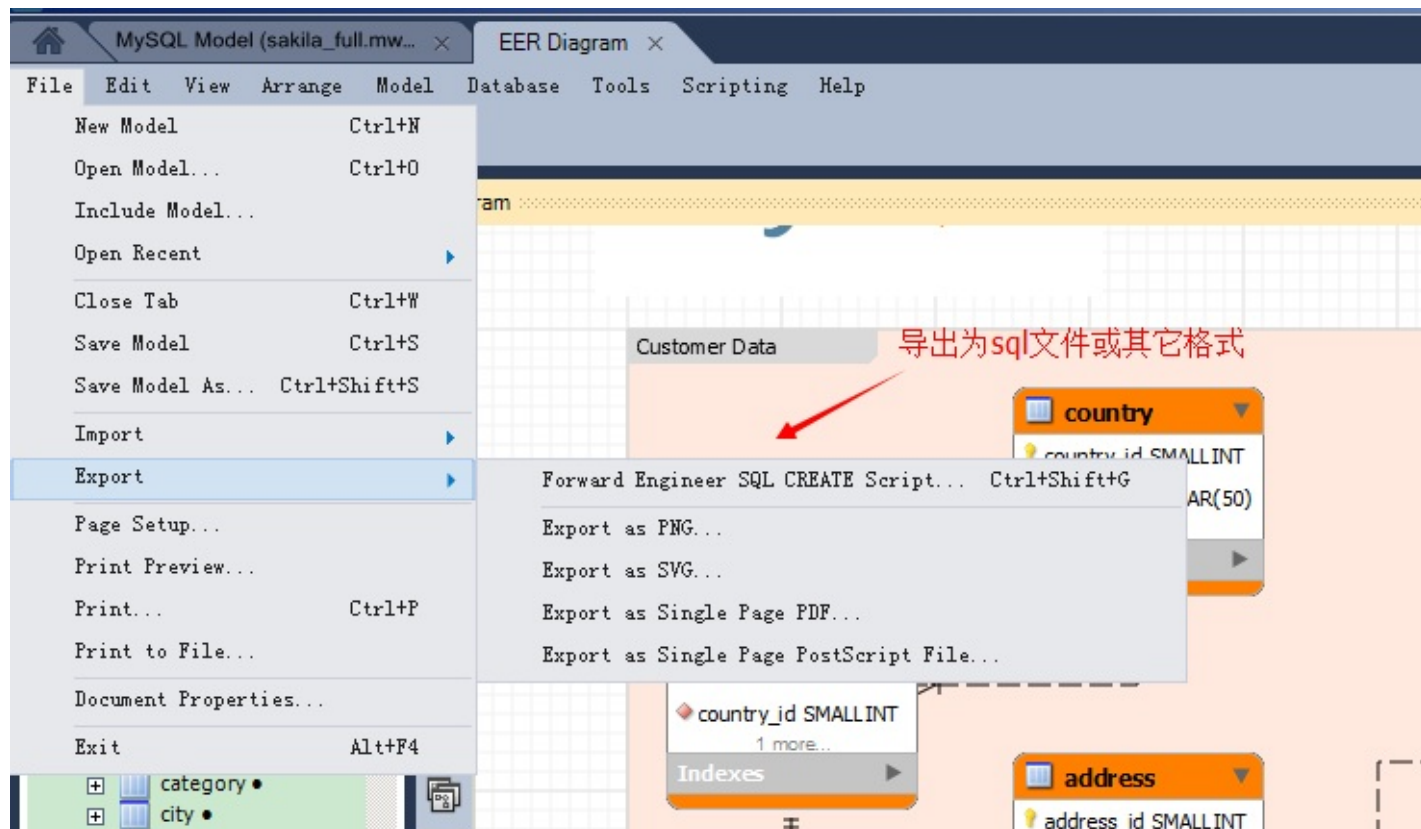 MySQL Model (sakila_full.mw... × EER Diagram ×
File Edit View Arrange Model Database Tools Scripting Help
New Model Ctrl+N
Open Model... Ctrl+O
Include Model...
ram
Open Recent
Close Tab Ctrl+W
Save Model Ctrl+S
Customer Data
导出为sql文件或其它格式
Save Model As... Ctrl+Shift+S
country
Import
country_id SMALLINT
Export
Forward Engineer SQL CREATE Script... Ctrl+Shift+G
AR(50)
Page Setup...
Export as PNG...
Print Preview...
Export as SVG...
Print... Ctrl+P
Export as Single Page PDF...
Print to File...
Export as Single Page PostScript File...
Document Properties...
country_id SMALLINT
Exit Alt+F4
1 more...
Indexes
address
category
city
address_id SMALLINT